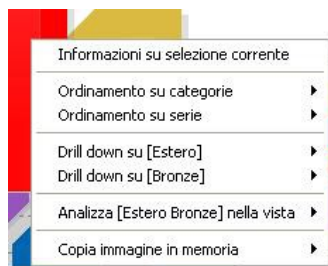 Informazioni su selezione corrente
Ordinamento su categorie
Ordinamento su serie
Drill down su [Estero]
Drill down su [Bronze]
Analizza [Estero Bronze] nella vista
Copia immagine in memoria